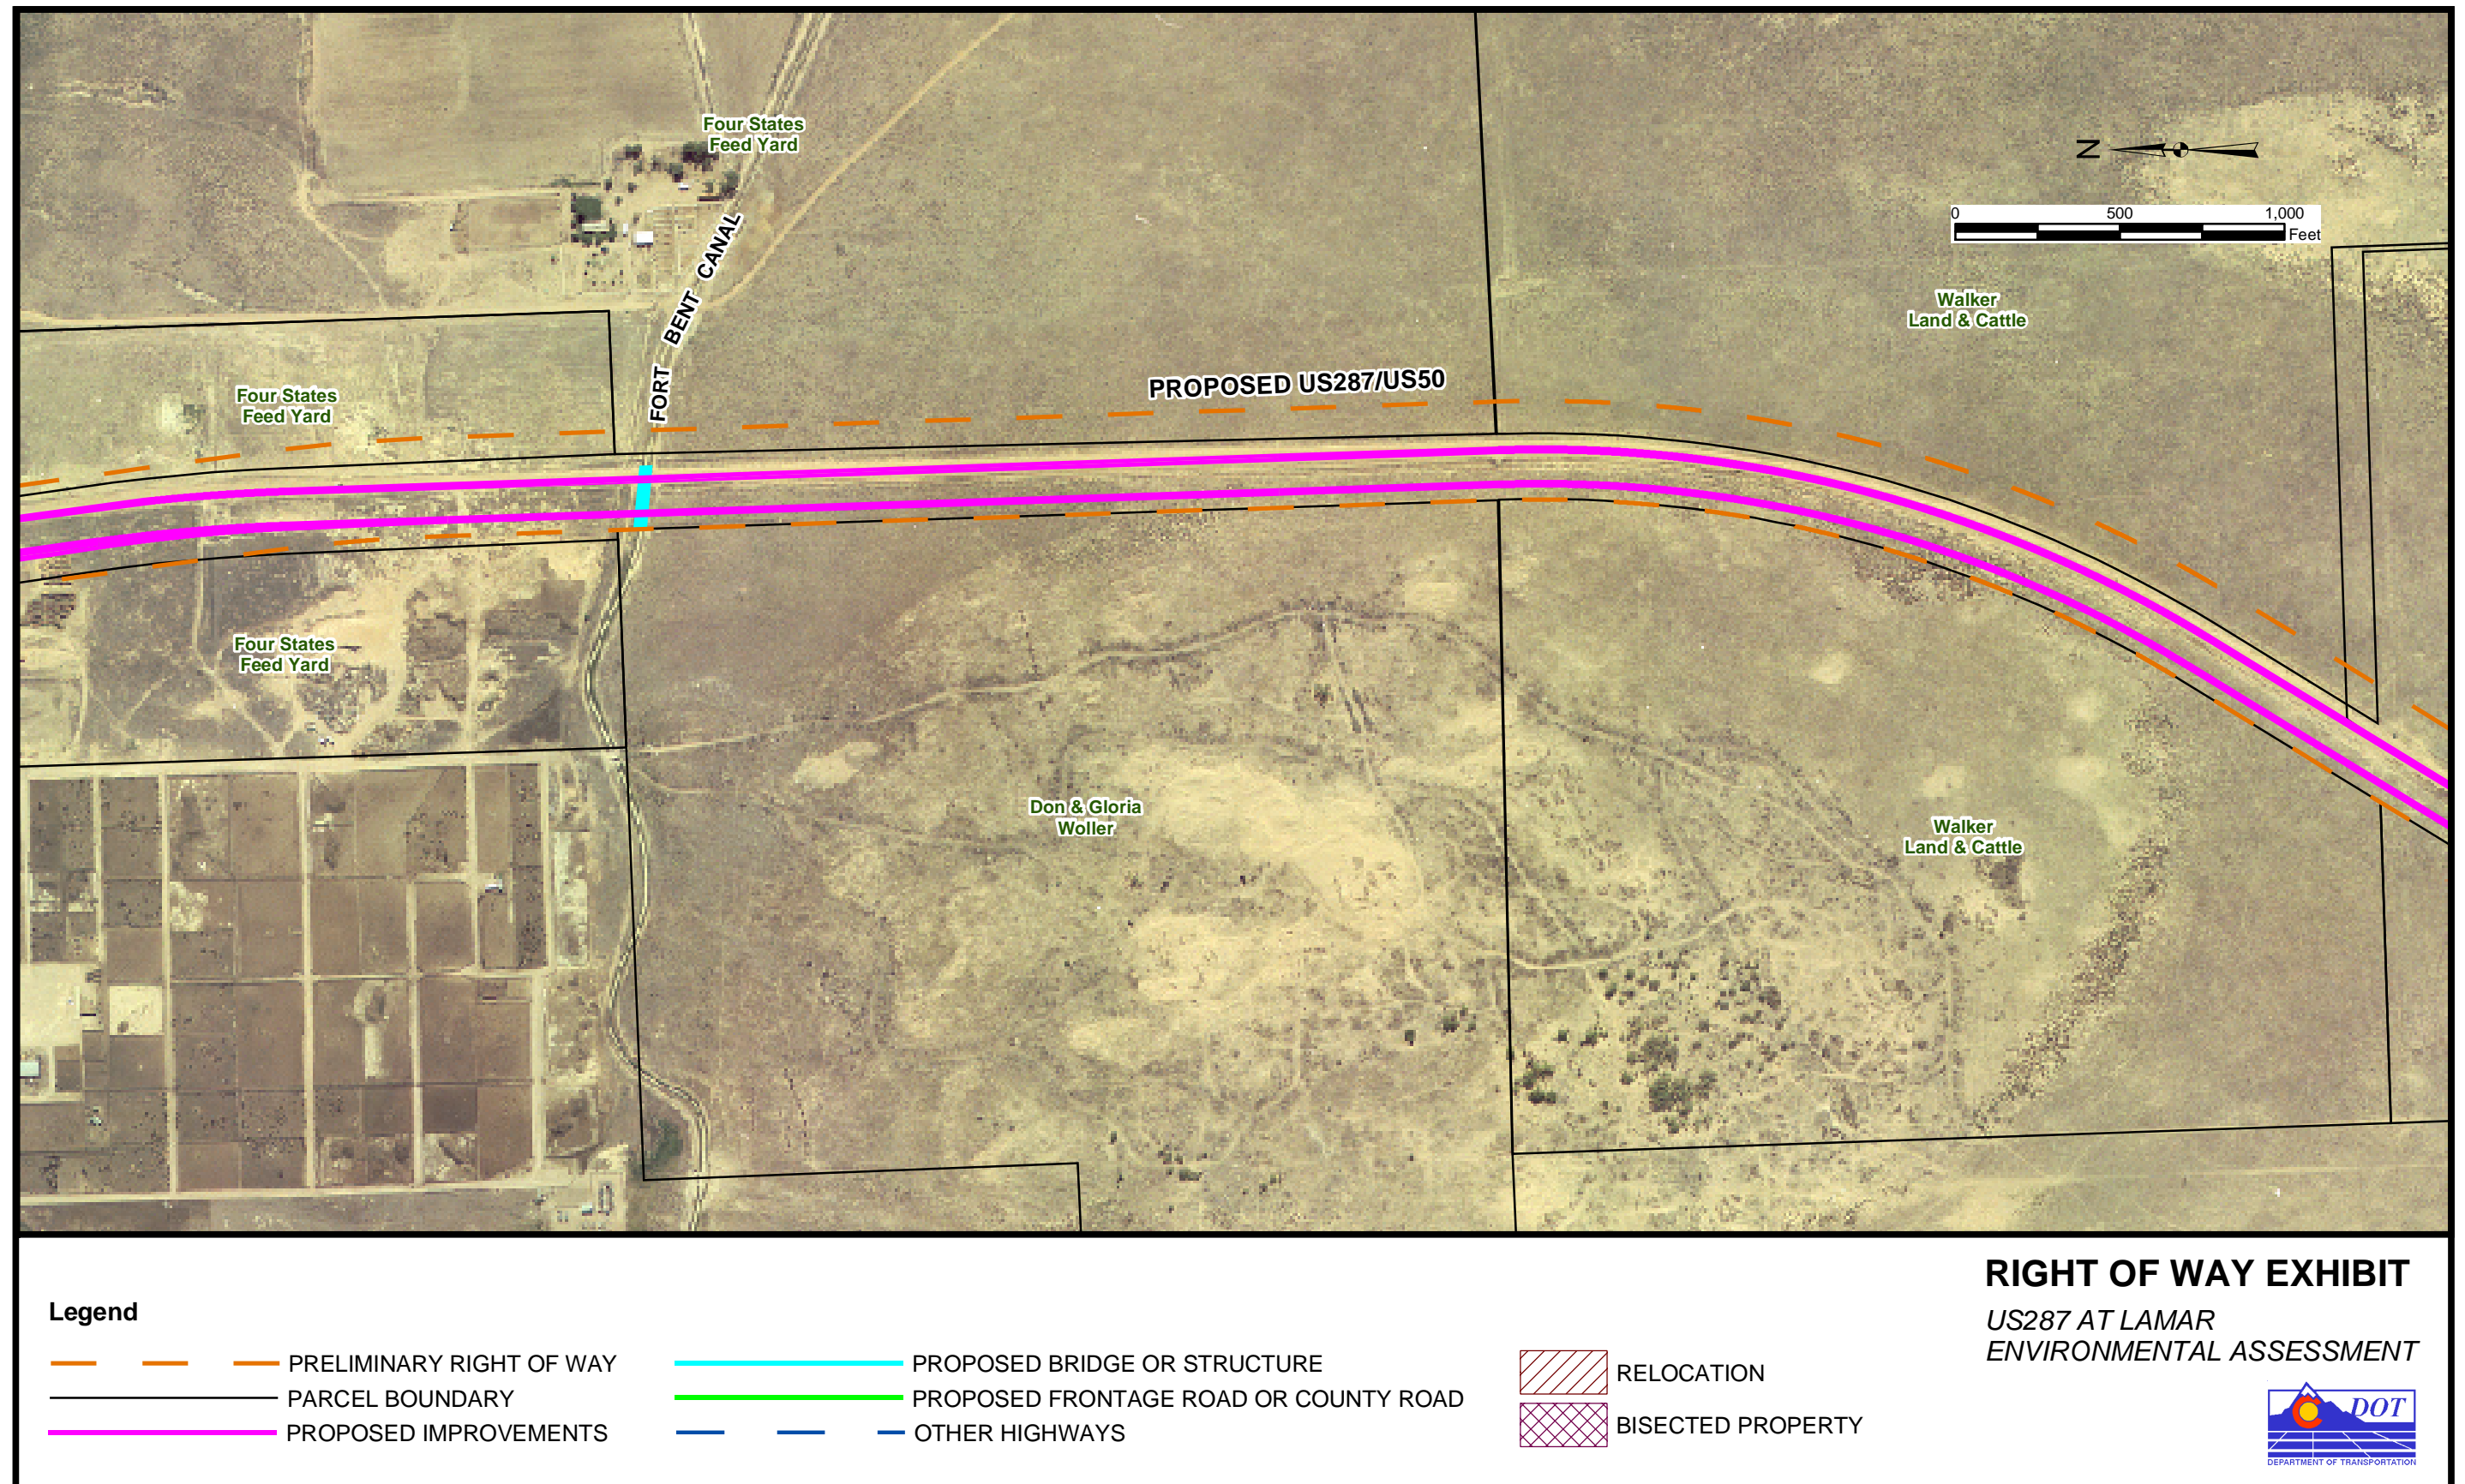 Four States
Feed Yard
N
0 500 1,000
Feet
FORT BENT CANAL
Walker
Land & Cattle
PROPOSED US287/US50
Four States
Feed Yard
Four States
Feed Yard
Don & Gloria
Woller
Walker
Land & Cattle
RIGHT OF WAY EXHIBIT
US287 AT LAMAR
ENVIRONMENTAL ASSESSMENT
Legend
PRELIMINARY RIGHT OF WAY
PARCEL BOUNDARY
PROPOSED IMPROVEMENTS
PROPOSED BRIDGE OR STRUCTURE
PROPOSED FRONTAGE ROAD OR COUNTY ROAD
OTHER HIGHWAYS
RELOCATION
BISECTED PROPERTY
DOT
DEPARTMENT OF TRANSPORTATION